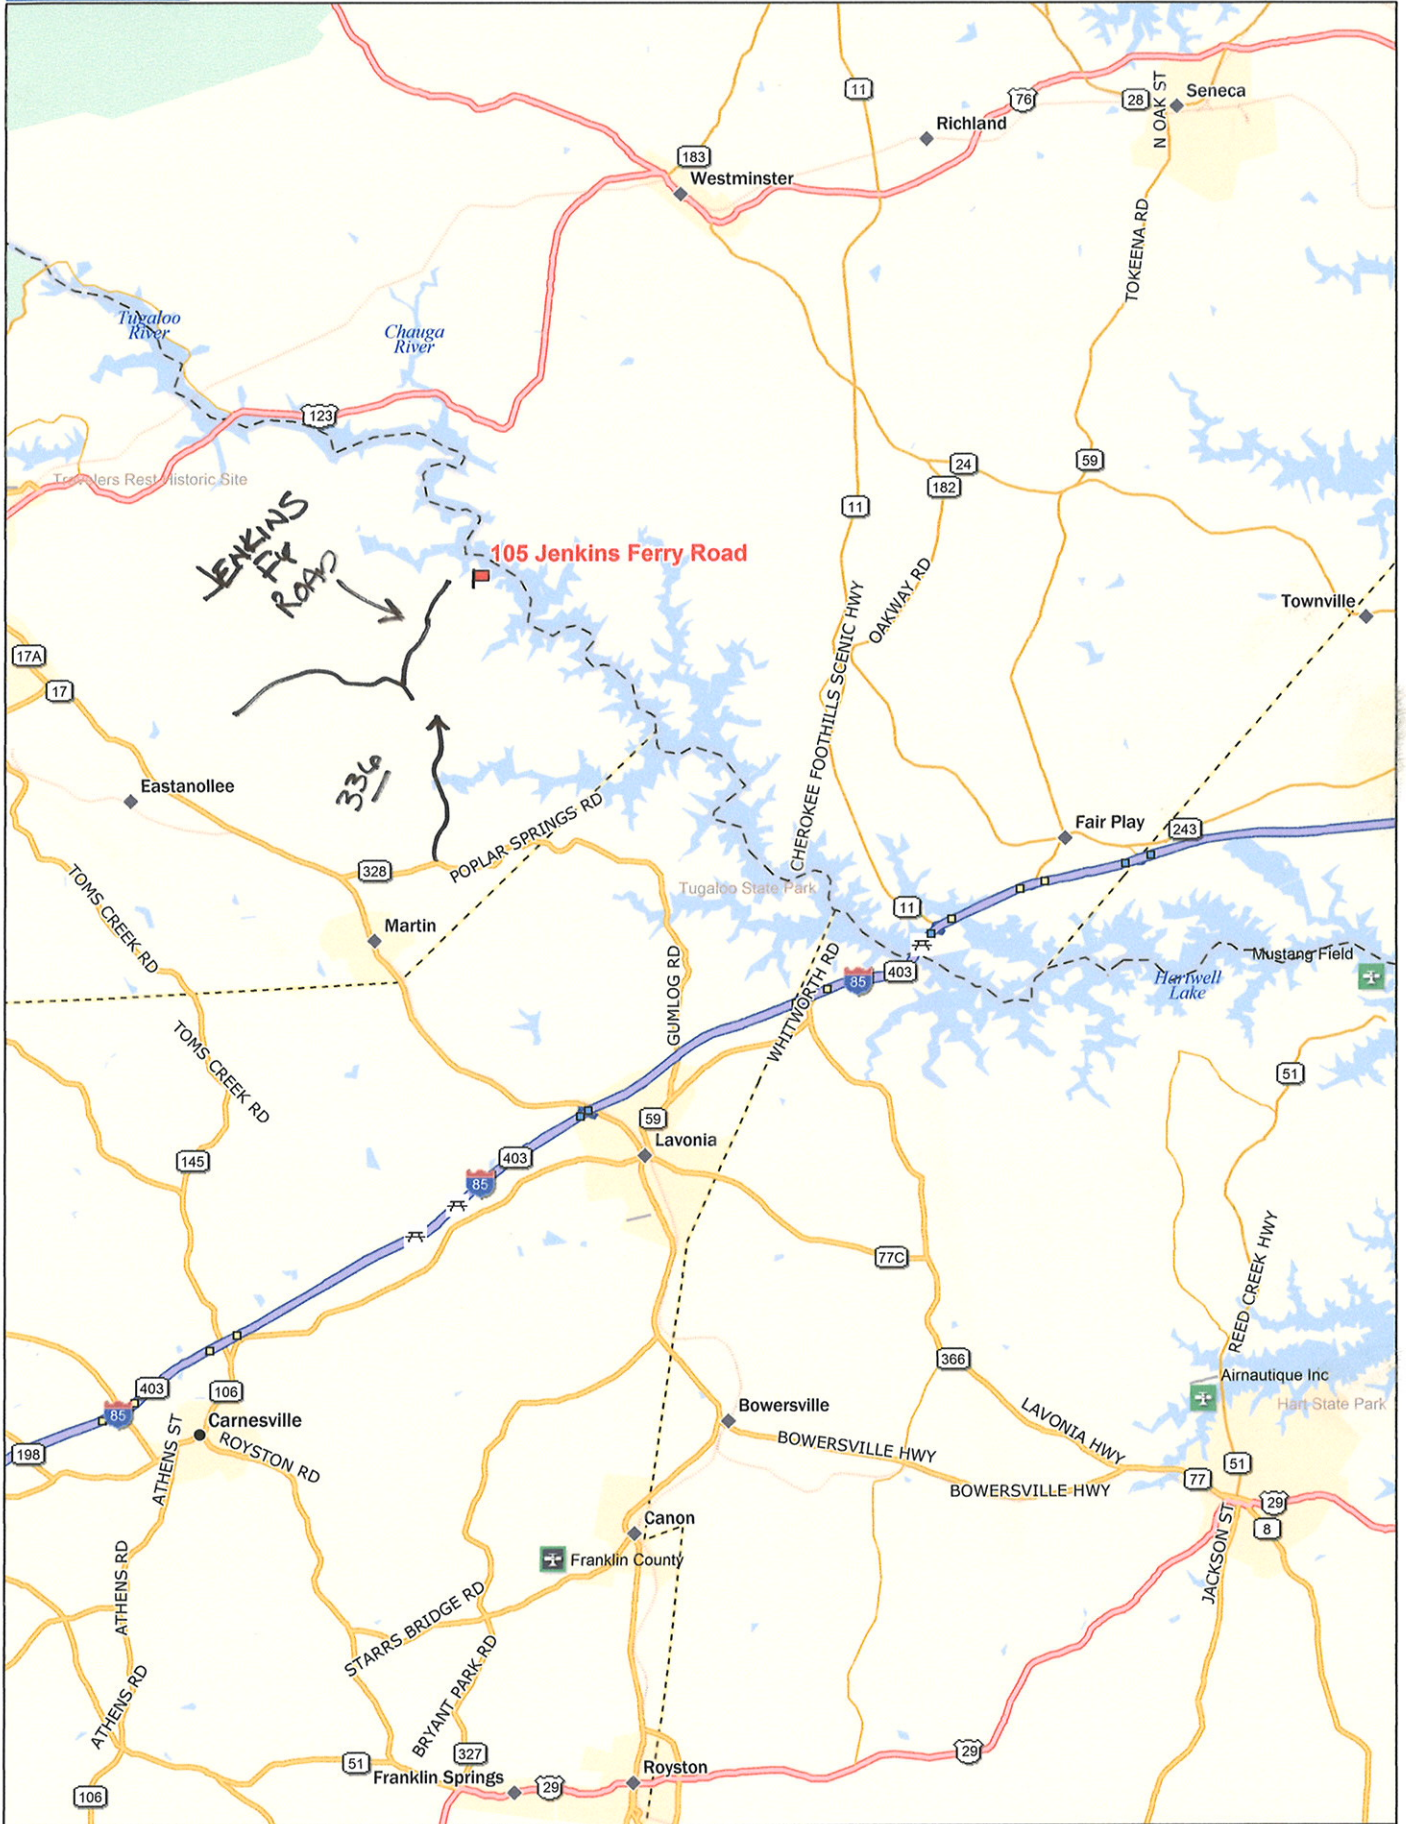 11
76
28
N OAK ST
Seneca
Richland
183
Westminster
TOKEENA RD
Tugaloo
River
Chauga
River
123
24
59
182
Travelers Rest Historic Site
11
JENKINS
FY
ROAD
105 Jenkins Ferry Road
OAKWAY RD
Townville
17A
17
CHEROKEE FOOTHILLS SCENIC HWY
336
Eastanollee
POPLAR SPRINGS RD
Fair Play
243
328
TOMS CREEK RD
Tugaloo State Park
11
Martin
GUMLOG RD
WHITWORTH RD
85
403
Mustang Field
Hartwell
Lake
TOMS CREEK RD
51
59
Lavonia
145
403
85
77C
REED CREEK HWY
366
403
106
85
Airnautique Inc
Hart State Park
Carnesville
Bowersville
LAVONIA HWY
198
ATHENS ST
ROYSTON RD
BOWERSVILLE HWY
BOWERSVILLE HWY
77
51
29
8
JACKSON ST
Canon
Franklin County
ATHENS RD
STARRS BRIDGE RD
BRYANT PARK RD
ATHENS RD
51
327
29
Franklin Springs
29
Royston
106